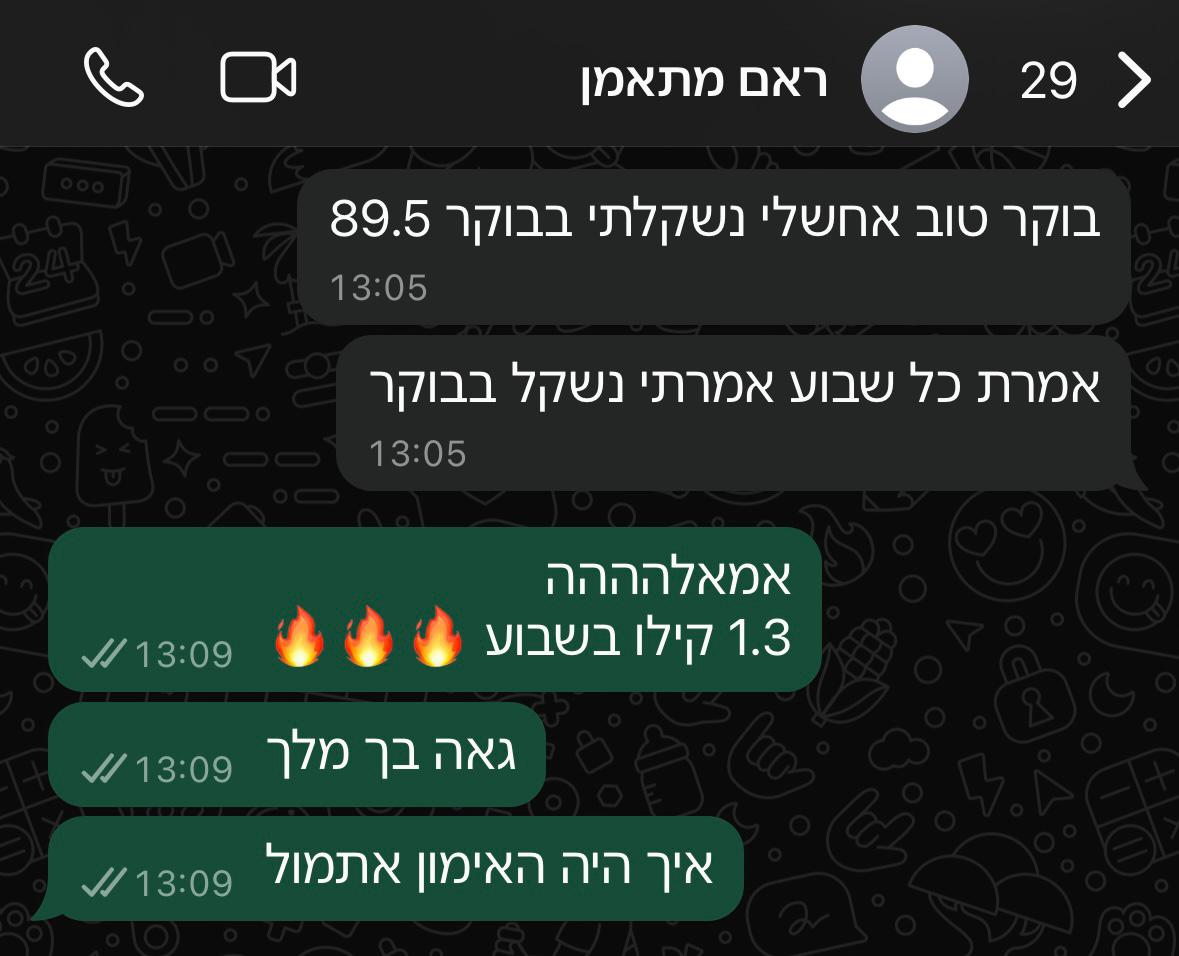 ראם מתאמן
29
בוקר טוב אחשלי נשקלתי בבוקר 89.5
13:05
אמרת כל שבוע אמרתי נשקל בבוקר
13:05
אמאלהההה
1.3 קילו בשבוע 🔥🔥🔥
13:09
גאה בך מלך
13:09
איך היה האימון אתמול
13:09